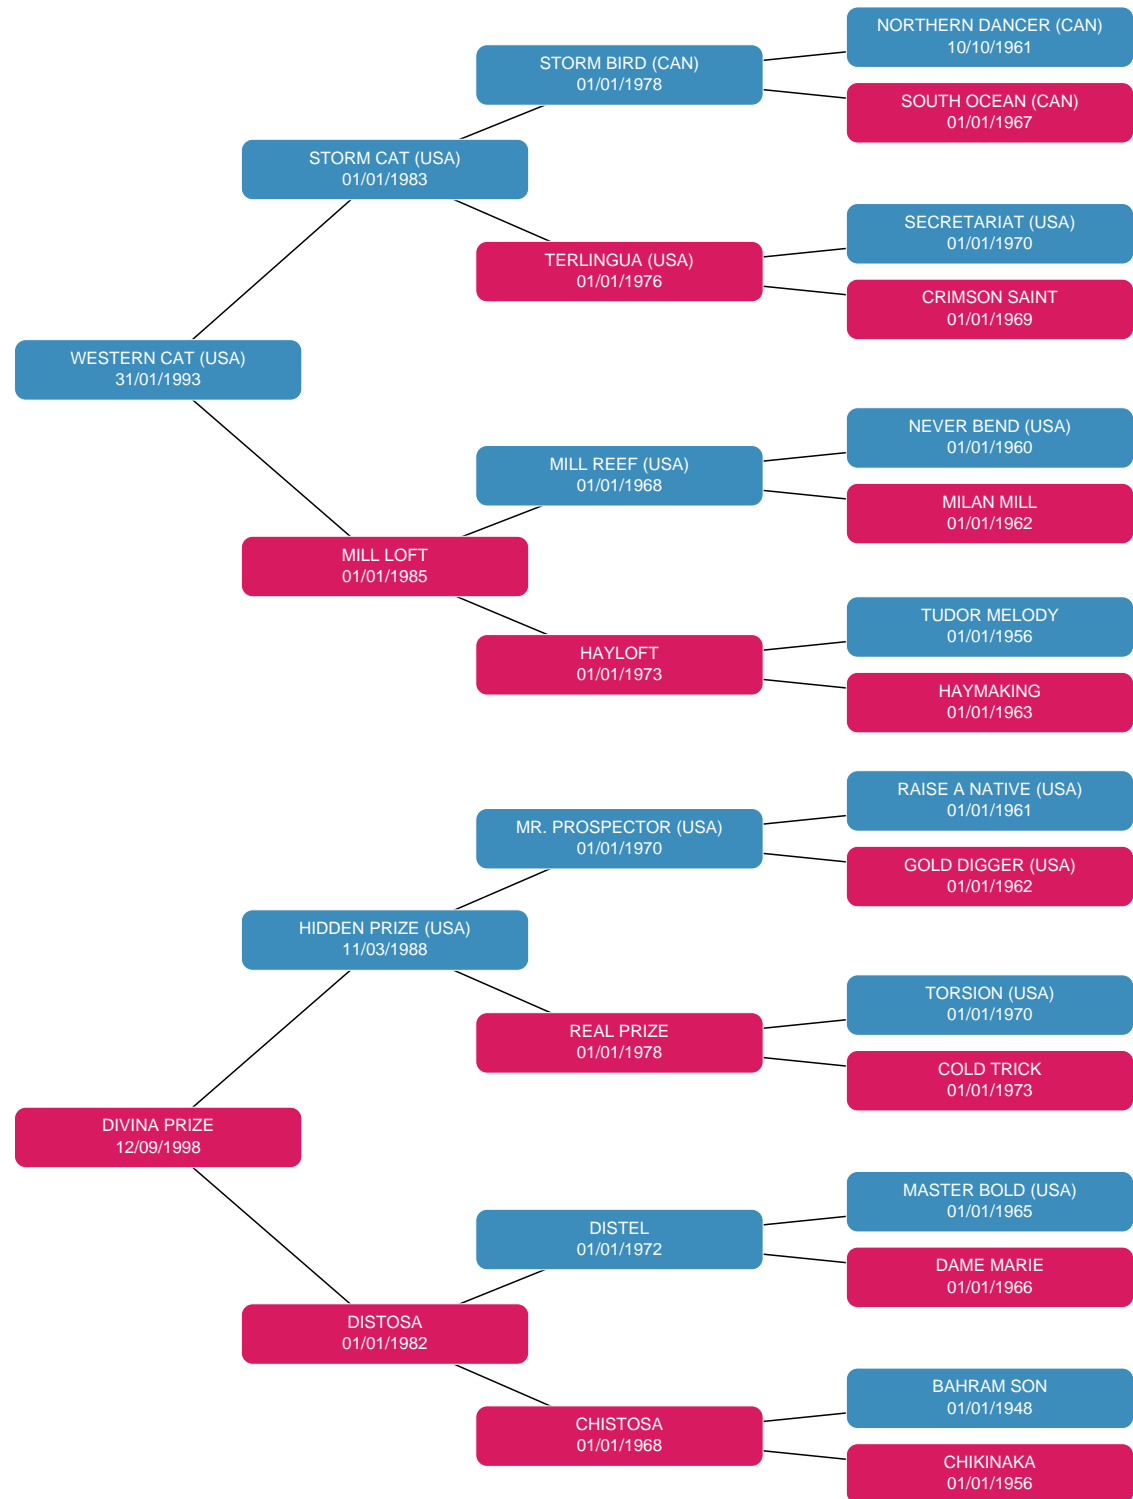 NORTHERN DANCER (CAN)
10/10/1961
STORM BIRD (CAN)
01/01/1978
SOUTH OCEAN (CAN)
01/01/1967
STORM CAT (USA)
01/01/1983
SECRETARIAT (USA)
01/01/1970
TERLINGUA (USA)
01/01/1976
CRIMSON SAINT
01/01/1969
WESTERN CAT (USA)
31/01/1993
NEVER BEND (USA)
01/01/1960
MILL REEF (USA)
01/01/1968
MILAN MILL
01/01/1962
MILL LOFT
01/01/1985
TUDOR MELODY
01/01/1956
HAYLOFT
01/01/1973
HAYMAKING
01/01/1963
RAISE A NATIVE (USA)
01/01/1961
MR. PROSPECTOR (USA)
01/01/1970
GOLD DIGGER (USA)
01/01/1962
HIDDEN PRIZE (USA)
11/03/1988
TORSION (USA)
01/01/1970
REAL PRIZE
01/01/1978
COLD TRICK
01/01/1973
DIVINA PRIZE
12/09/1998
MASTER BOLD (USA)
01/01/1965
DISTEL
01/01/1972
DAME MARIE
01/01/1966
DISTOSA
01/01/1982
BAHRAM SON
01/01/1948
CHISTOSA
01/01/1968
CHIKINAKA
01/01/1956